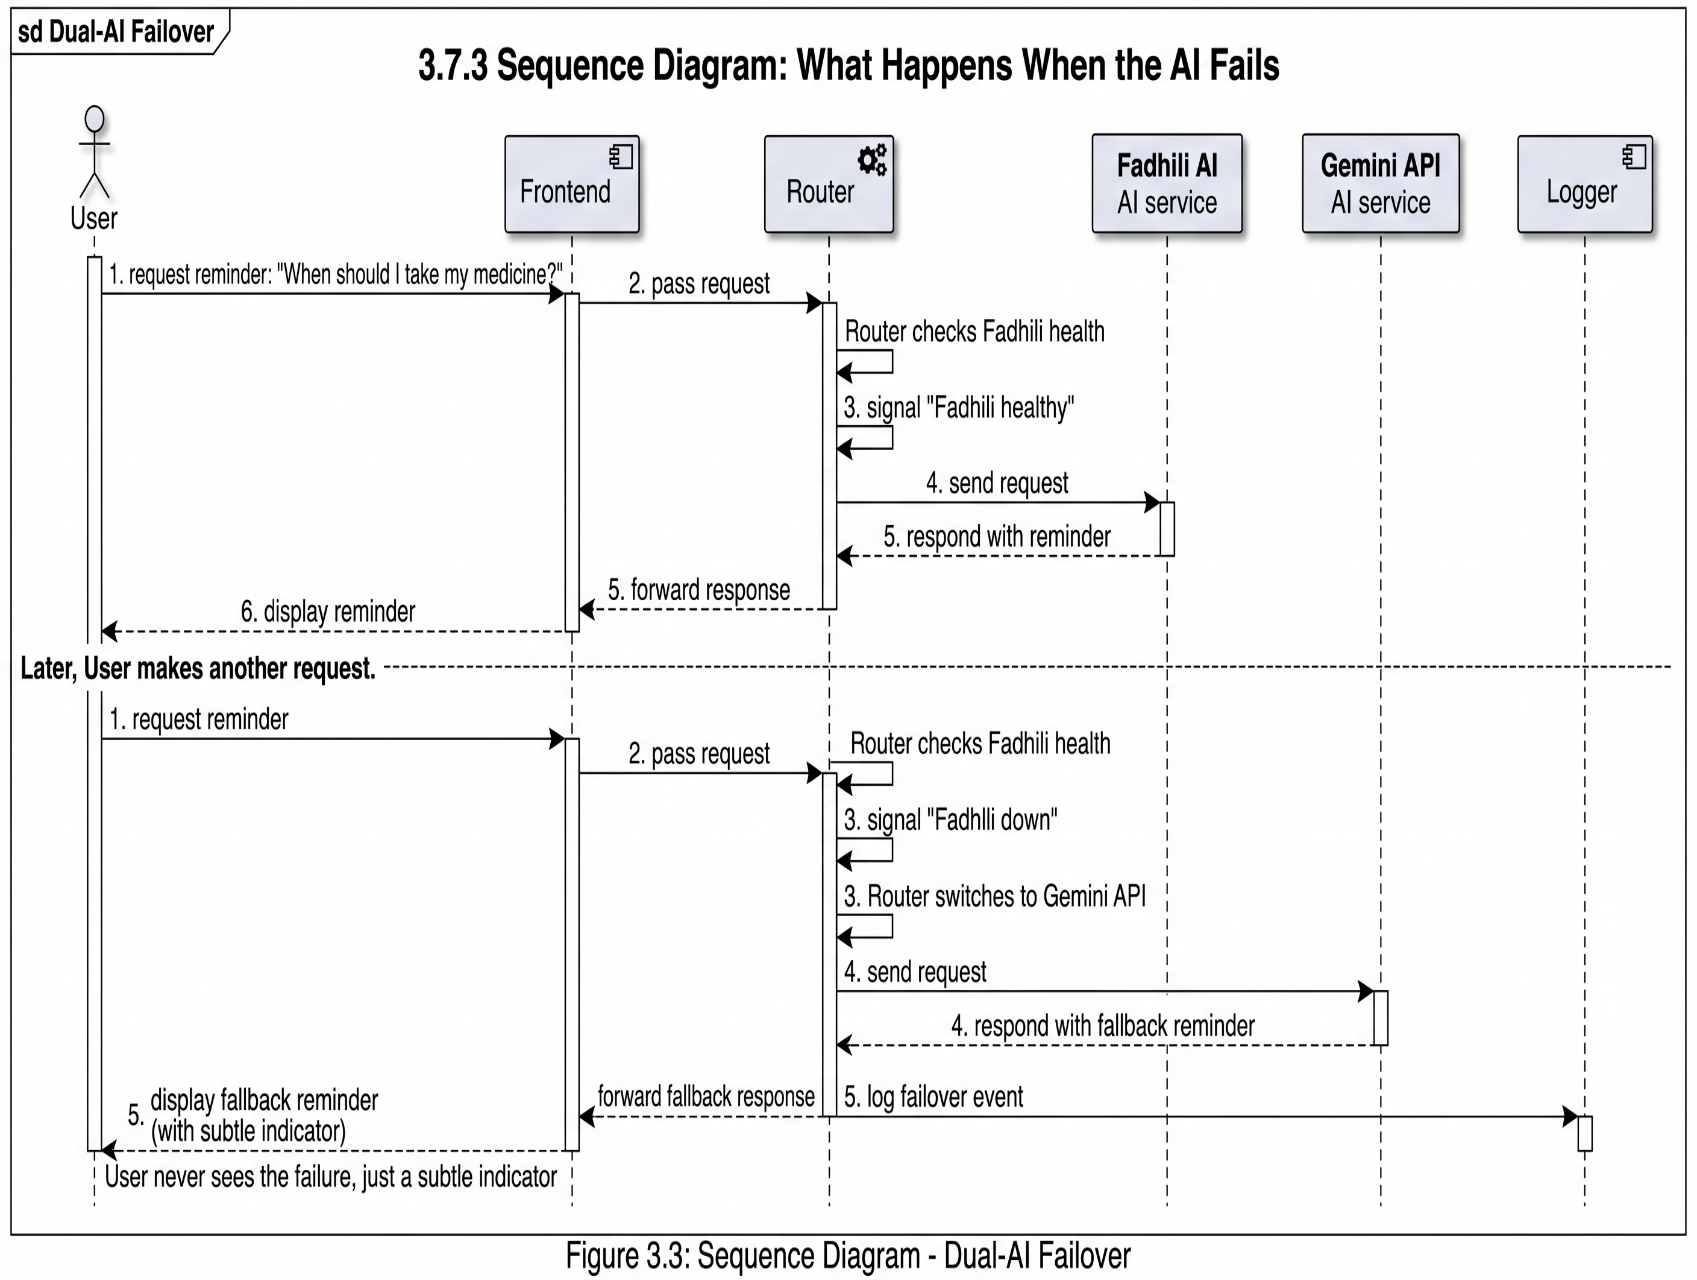 sd Dual-AI Failover
3.7.3 Sequence Diagram: What Happens When the AI Fails
User
Frontend
Router
Fadhili AI
AI service
Gemini API
AI service
Logger
1. request reminder: "When should I take my medicine?"
2. pass request
Router checks Fadhili health
3. signal "Fadhili healthy"
4. send request
5. respond with reminder
5. forward response
6. display reminder
Later, User makes another request.
1. request reminder
2. pass request
Router checks Fadhili health
3. signal "Fadhlli down"
3. Router switches to Gemini API
4. send request
4. respond with fallback reminder
forward fallback response
5. log failover event
5. display fallback reminder
(with subtle indicator)
User never sees the failure, just a subtle indicator
Figure 3.3: Sequence Diagram - Dual-AI Failover